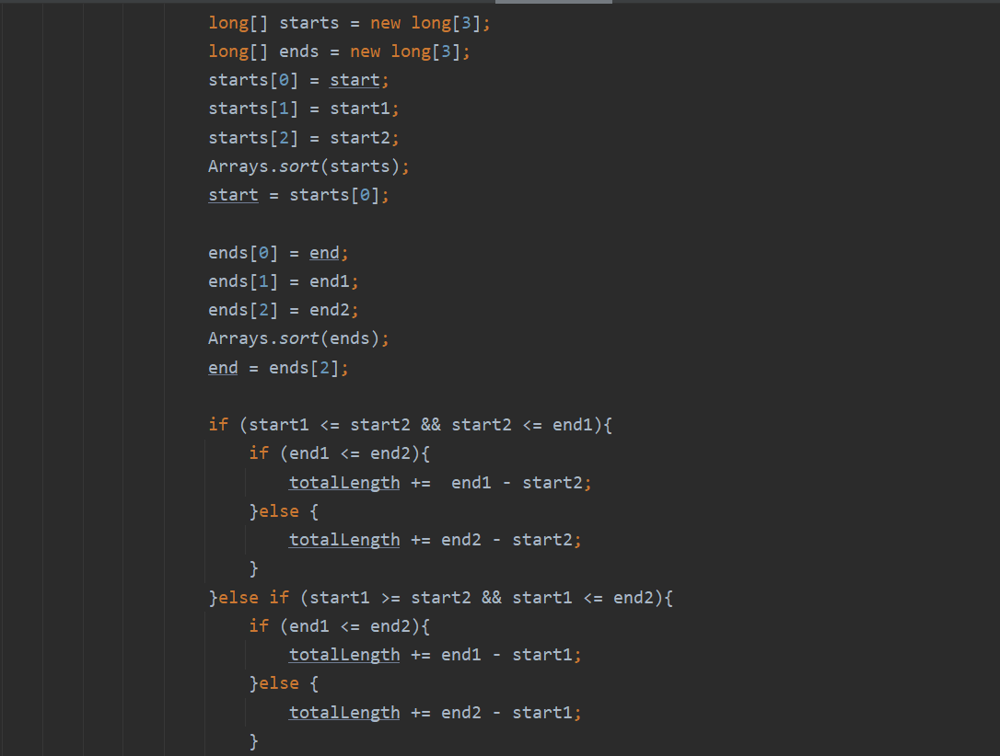 long[] starts = new long[3];
long[] ends = new long[3];
starts[0] = start;
starts[1] = start1;
starts[2] = start2;
Arrays.sort(starts);
start = starts[0];
ends[0] = end;
ends[1] = end1;
ends[2] = end2;
Arrays.sort(ends);
end = ends[2];
if (start1 <= start2 && start2 <= end1){
if (end1 <= end2){
totalLength +=  end1 - start2;
}else {
totalLength += end2 - start2;
}
}else if (start1 >= start2 && start1 <= end2){
if (end1 <= end2){
totalLength += end1 - start1;
}else {
totalLength += end2 - start1;
}